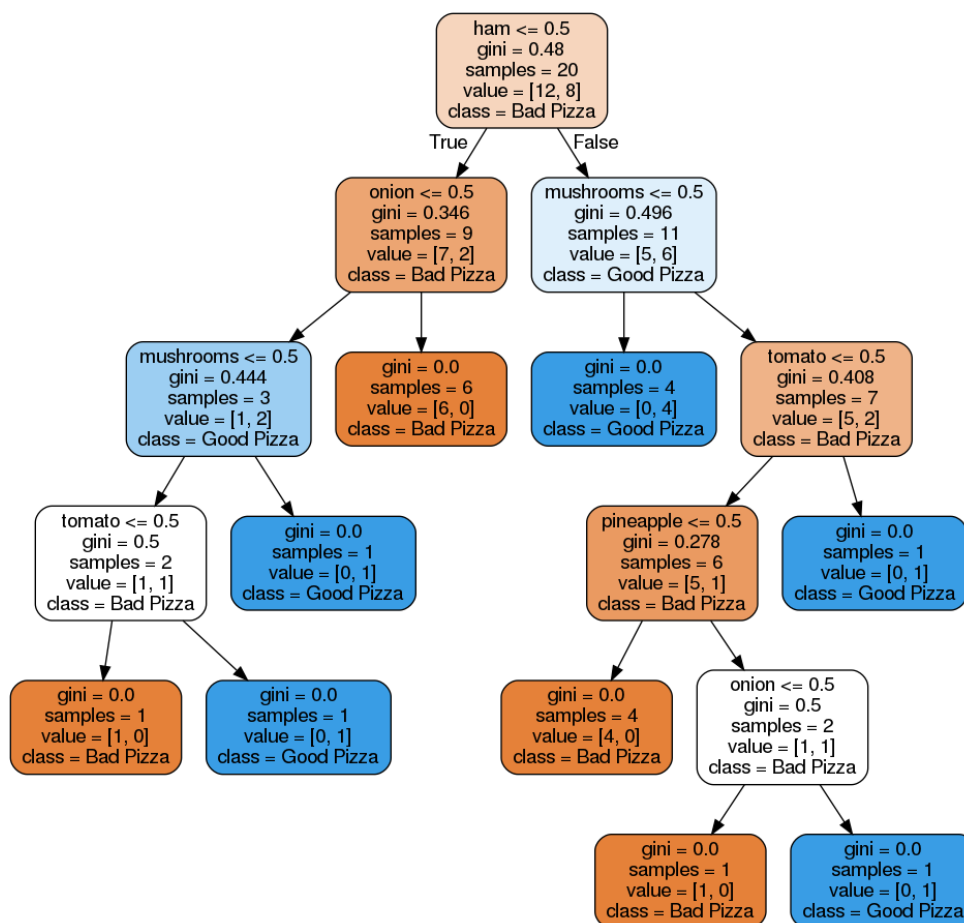 ham <= 0.5
gini = 0.48
samples = 20
value = [12, 8]
class = Bad Pizza
True
False
onion <= 0.5
gini = 0.346
samples = 9
value = [7, 2]
class = Bad Pizza
mushrooms <= 0.5
gini = 0.496
samples = 11
value = [5, 6]
class = Good Pizza
mushrooms <= 0.5
gini = 0.444
samples = 3
value = [1, 2]
class = Good Pizza
gini = 0.0
samples = 6
value = [6, 0]
class = Bad Pizza
gini = 0.0
samples = 4
value = [0, 4]
class = Good Pizza
tomato <= 0.5
gini = 0.408
samples = 7
value = [5, 2]
class = Bad Pizza
tomato <= 0.5
gini = 0.5
samples = 2
value = [1, 1]
class = Bad Pizza
gini = 0.0
samples = 1
value = [0, 1]
class = Good Pizza
pineapple <= 0.5
gini = 0.278
samples = 6
value = [5, 1]
class = Bad Pizza
gini = 0.0
samples = 1
value = [0, 1]
class = Good Pizza
gini = 0.0
samples = 1
value = [1, 0]
class = Bad Pizza
gini = 0.0
samples = 1
value = [0, 1]
class = Good Pizza
gini = 0.0
samples = 4
value = [4, 0]
class = Bad Pizza
onion <= 0.5
gini = 0.5
samples = 2
value = [1, 1]
class = Bad Pizza
gini = 0.0
samples = 1
value = [1, 0]
class = Bad Pizza
gini = 0.0
samples = 1
value = [0, 1]
class = Good Pizza